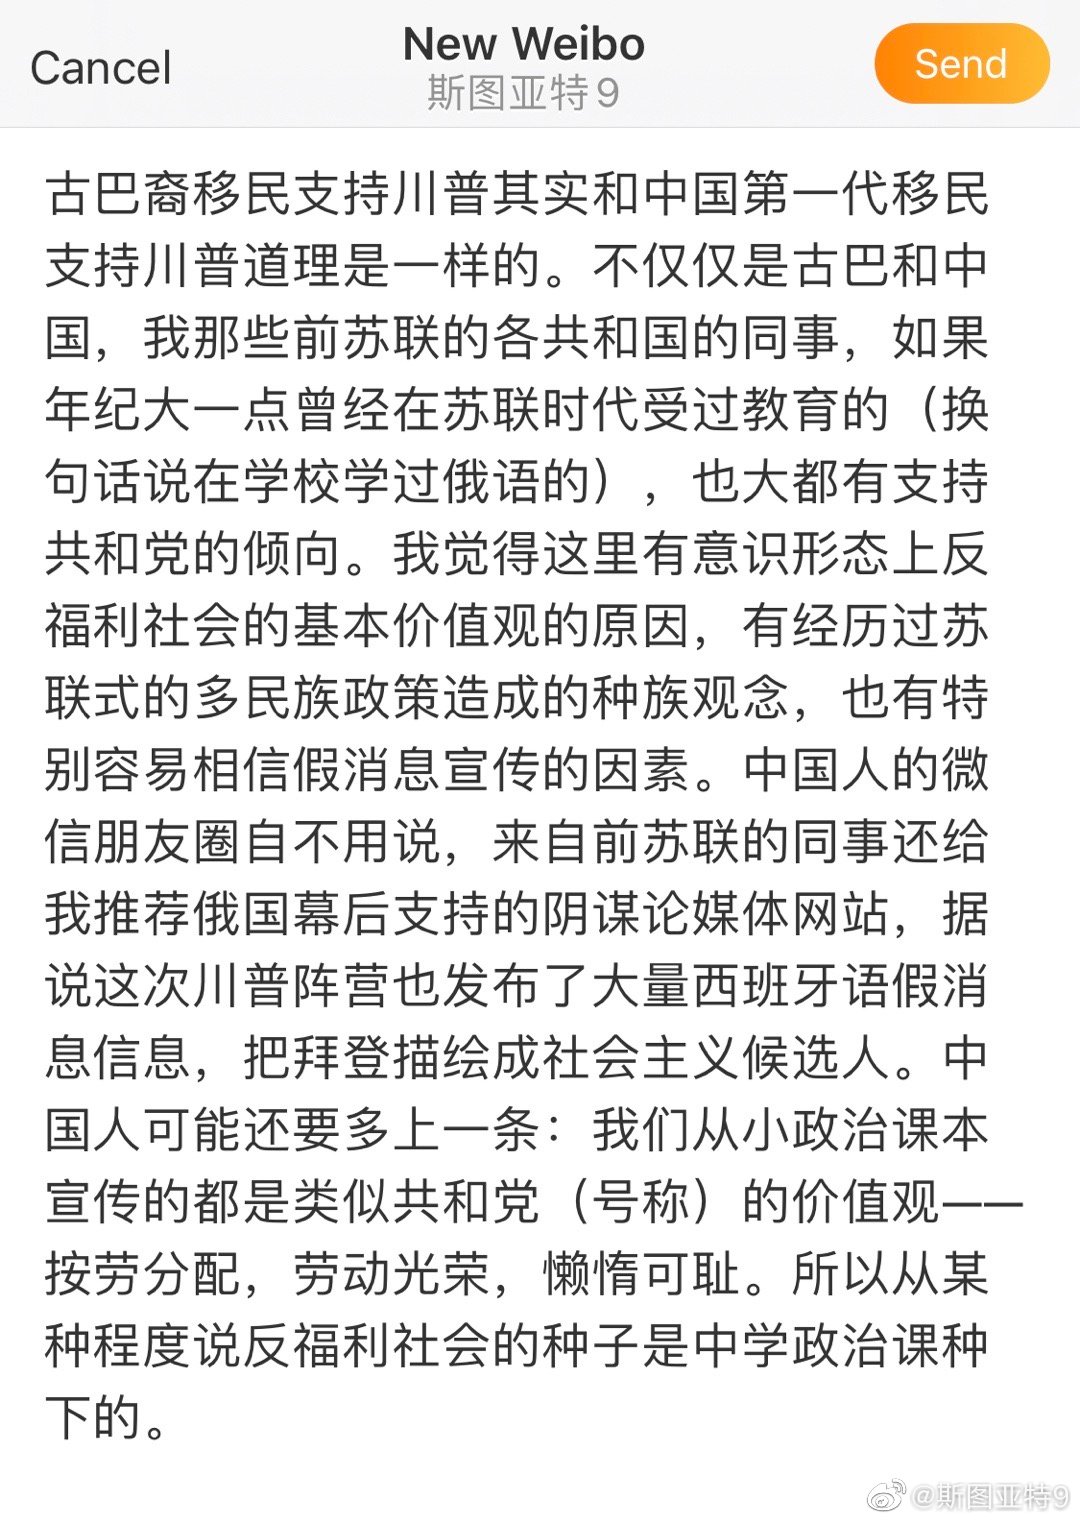 Cancel
New Weibo
斯图亚特9
Send
古巴裔移民支持川普其实和中国第一代移民
支持川普道理是一样的。不仅仅是古巴和中
国，我那些前苏联的各共和国的同事，如果
年纪大一点曾经在苏联时代受过教育的（换
句话说在学校学过俄语的），也大都有支持
共和党的倾向。我觉得这里有意识形态上反
福利社会的基本价值观的原因，有经历过苏
联式的多民族政策造成的种族观念，也有特
别容易相信假消息宣传的因素。中国人的微
信朋友圈自不用说，来自前苏联的同事还给
我推荐俄国幕后支持的阴谋论媒体网站，据
说这次川普阵营也发布了大量西班牙语假消
息信息，把拜登描绘成社会主义候选人。中
国人可能还要多上一条：我们从小政治课本
宣传的都是类似共和党（号称）的价值观——
按劳分配，劳动光荣，懒惰可耻。所以从某
种程度说反福利社会的种子是中学政治课种
下的。
@斯图亚特9